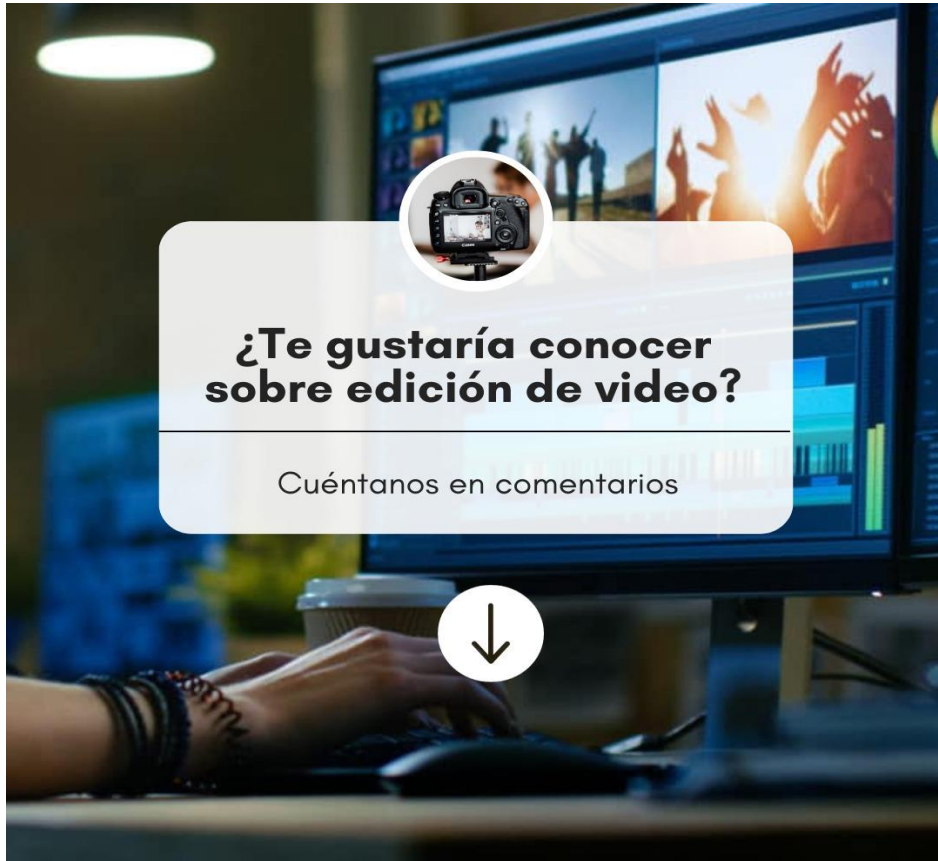 ¿Te gustaría conocer
sobre edición de video?
Cuéntanos en comentarios